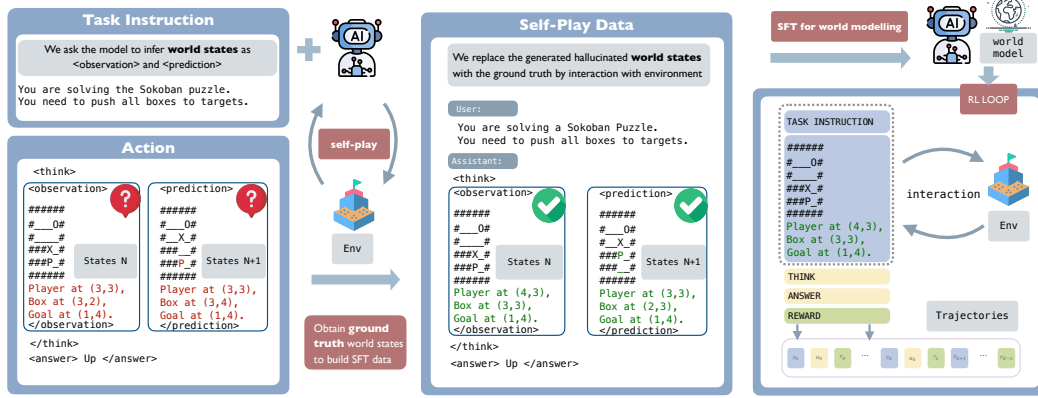 Task Instruction
We ask the model to infer world states as
<observation> and <prediction>
You are solving the Sokoban puzzle.
You need to push all boxes to targets.
Action
<think>
<observation>
######
#___O#
#____#
###X_#
###P_#
######
Player at (3,3),
Box at (3,2),
Goal at (1,4).
</observation>
States N
<prediction>
######
#___O#
#__X_#
###__#
###P_#
######
Player at (3,3),
Box at (3,4),
Goal at (1,4).
</prediction>
States N+1
</think>
<answer> Up </answer>
AI
self-play
Env
Obtain ground
truth world states
to build SFT data
Self-Play Data
We replace the generated hallucinated world states
with the ground truth by interaction with environment
User:
You are solving a Sokoban Puzzle.
You need to push all boxes to targets.
Assistant:
<think>
<observation>
######
#___O#
#____#
###X_#
###P_#
######
Player at (4,3),
Box at (3,3),
Goal at (1,4).
</observation>
States N
<prediction>
######
#___O#
#__X_#
###P_#
###__#
######
Player at (3,3),
Box at (2,3),
Goal at (1,4).
</prediction>
States N+1
</think>
<answer> Up </answer>
SFT for world modelling
AI
world
model
RL LOOP
TASK INSTRUCTION
######
#___O#
#____#
###X_#
###P_#
######
Player at (4,3),
Box at (3,3),
Goal at (1,4).
interaction
Env
THINK
ANSWER
REWARD
Trajectories